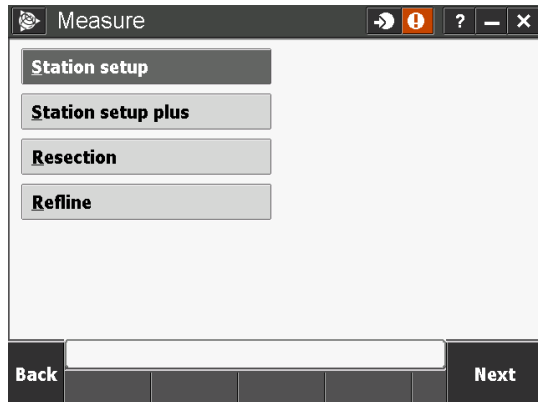 Measure
?
Station setup
Station setup plus
Resection
Refline
Back
Next